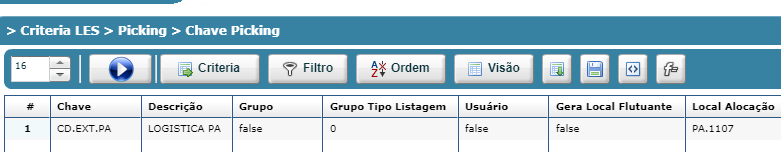 > Criteria LES > Picking > Chave Picking
16 Criteria Filtro Ordem Visão
# Chave Descrição Grupo Grupo Tipo Listagem Usuário Gera Local Flutuante Local Alocação
1 CD.EXT.PA LOGISTICA PA false 0 false false PA.1107